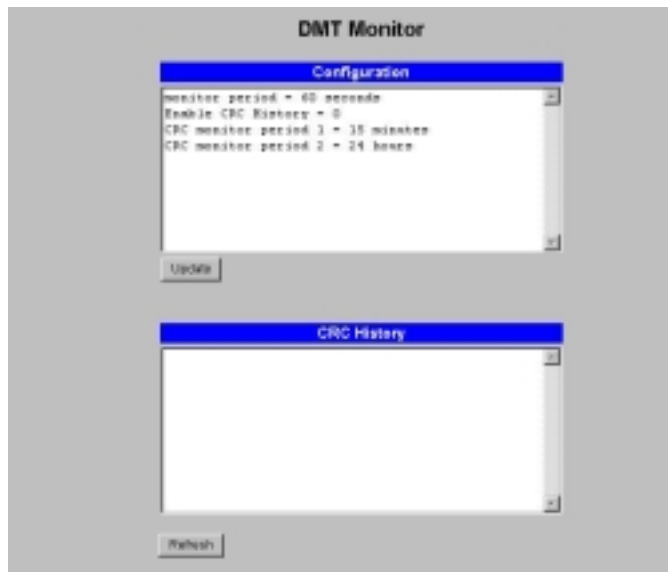 DMT Monitor
Configuration
monitor period = 60 seconds
Enable CRC History = 0
CRC monitor period 1 = 15 minutes
CRC monitor period 2 = 24 hours
Update
CRC History
Refresh